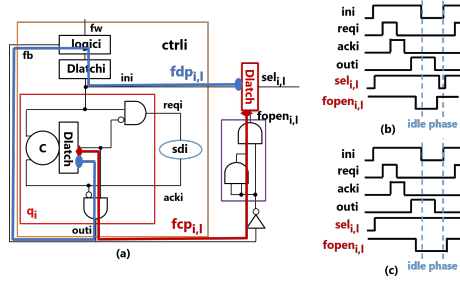 fw
logici
fb
ctrli
Dlatchi
fdpi,I
ini
Dlatch
seli,I
reqi
fopeni,I
C
Dlatch
sdi
acki
qi
fcpi,I
outi
(a)
ini
reqi
acki
outi
seli,I
fopeni,I
idle phase
(b)
ini
reqi
acki
outi
seli,I
fopeni,I
idle phase
(c)